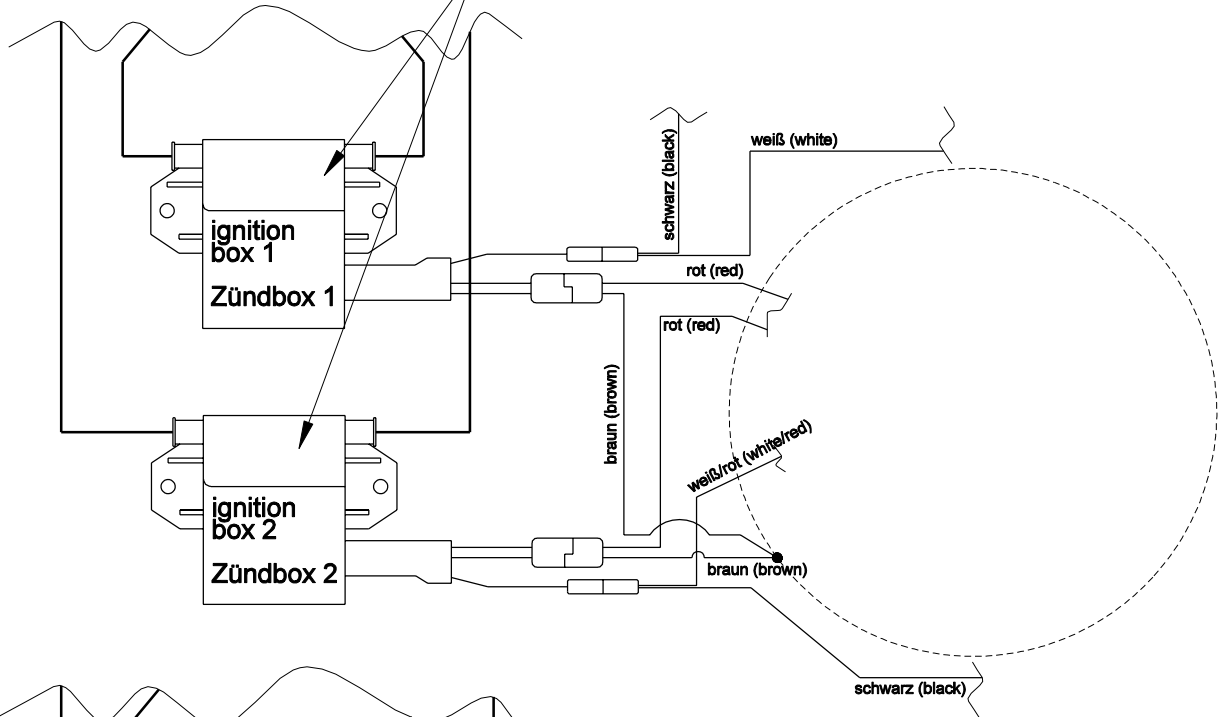 weiß (white)
schwarz (black)
ignition
box 1
Zündbox 1
rot (red)
rot (red)
braun (brown)
weiß/rot (white/red)
ignition
box 2
Zündbox 2
braun (brown)
schwarz (black)